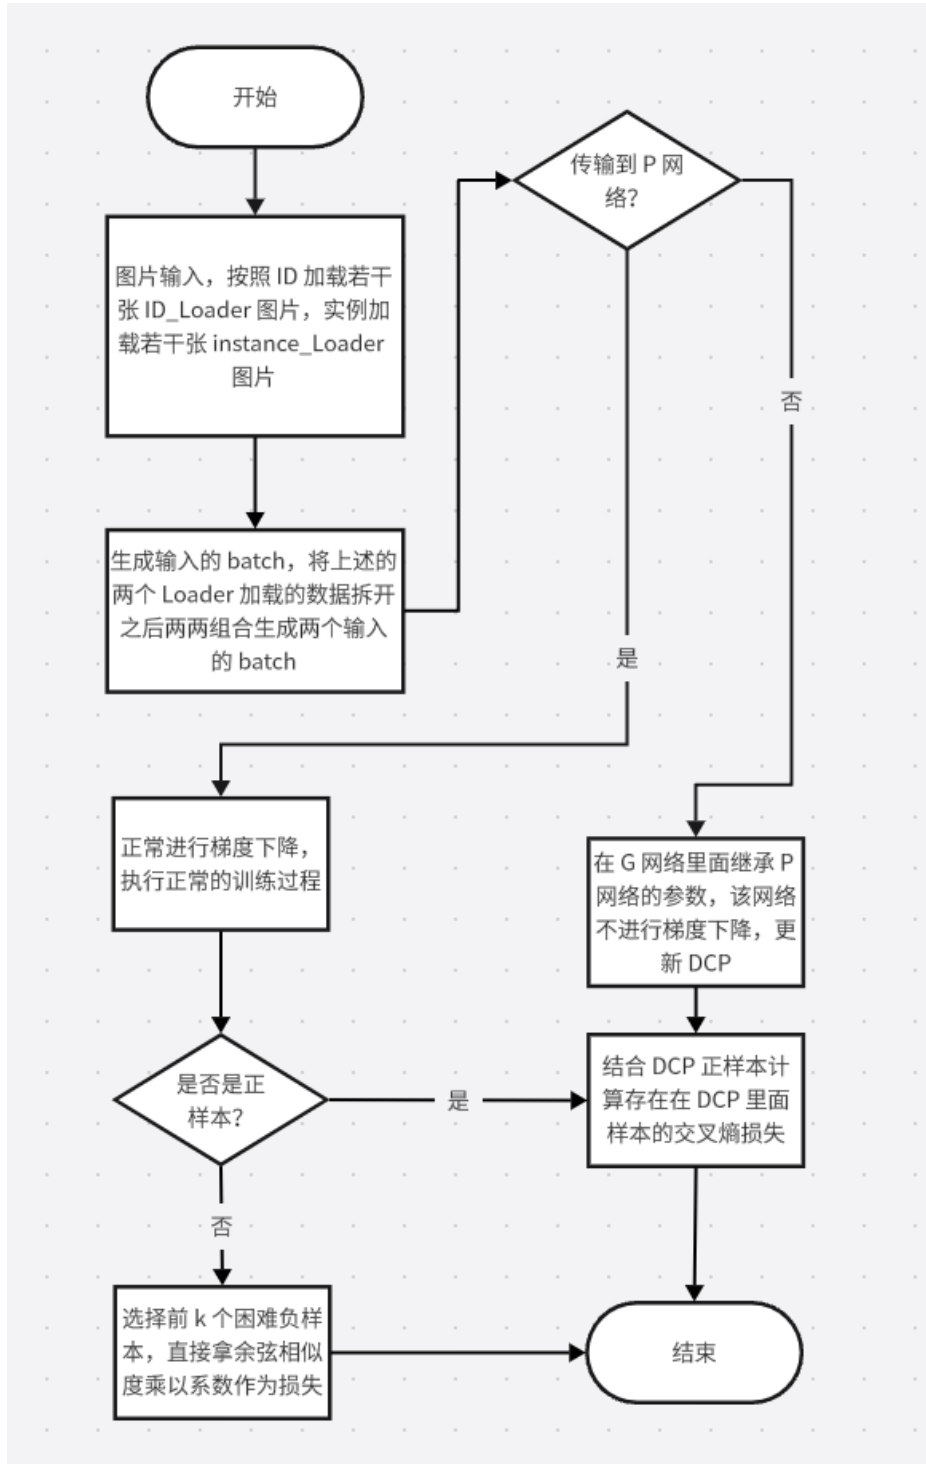 开始
图片输入，按照 ID 加载若干
张 ID_Loader 图片，实例加
载若干张 instance_Loader
图片
生成输入的 batch，将上述的
两个 Loader 加载的数据拆开
之后两两组合生成两个输入
的 batch
传输到 P 网
络？
否
是
正常进行梯度下降，
执行正常的训练过程
在 G 网络里面继承 P
网络的参数，该网络
不进行梯度下降，更
新 DCP
是否是正
样本？
是
结合 DCP 正样本计
算存在在 DCP 里面
样本的交叉熵损失
否
选择前 k 个困难负样
本，直接拿余弦相似
度乘以系数作为损失
结束